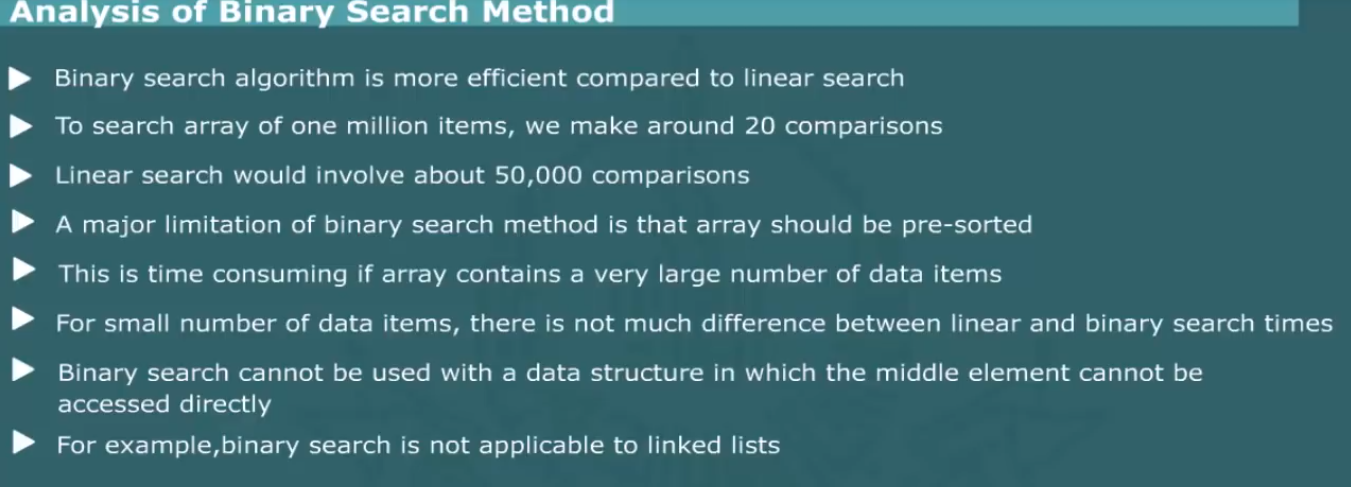 Analysis of Binary Search Method
Binary search algorithm is more efficient compared to linear search
To search array of one million items, we make around 20 comparisons
Linear search would involve about 50,000 comparisons
A major limitation of binary search method is that array should be pre-sorted
This is time consuming if array contains a very large number of data items
For small number of data items, there is not much difference between linear and binary search times
Binary search cannot be used with a data structure in which the middle element cannot be
accessed directly
For example,binary search is not applicable to linked lists